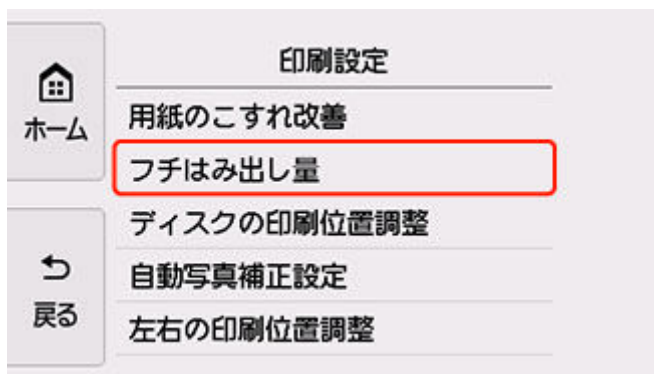 印刷設定
ホーム
用紙のこすれ改善
フチはみ出し量
ディスクの印刷位置調整
自動写真補正設定
戻る
左右の印刷位置調整